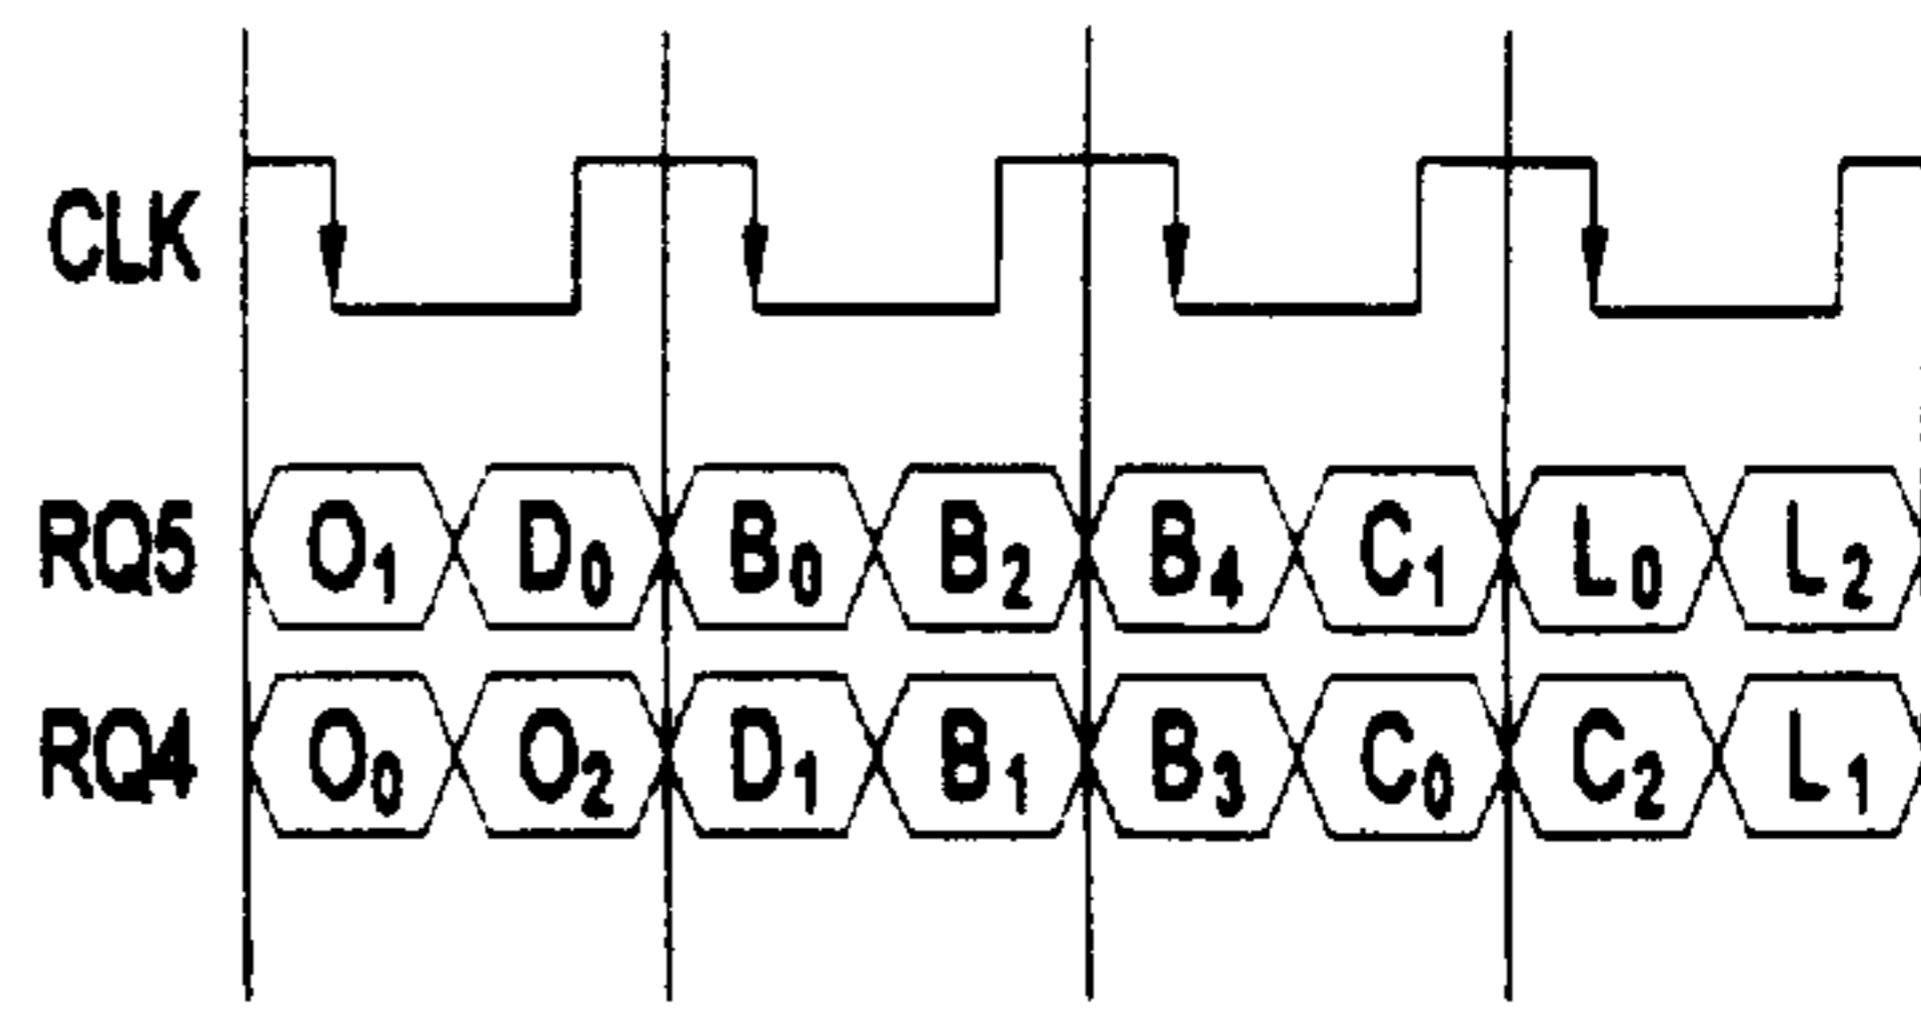 CLK
RQ5 O₁ D₀ B₀ B₂ B₄ C₁ L₀ L₂
RQ4 O₀ O₂ D₁ B₁ B₃ C₀ C₂ L₁